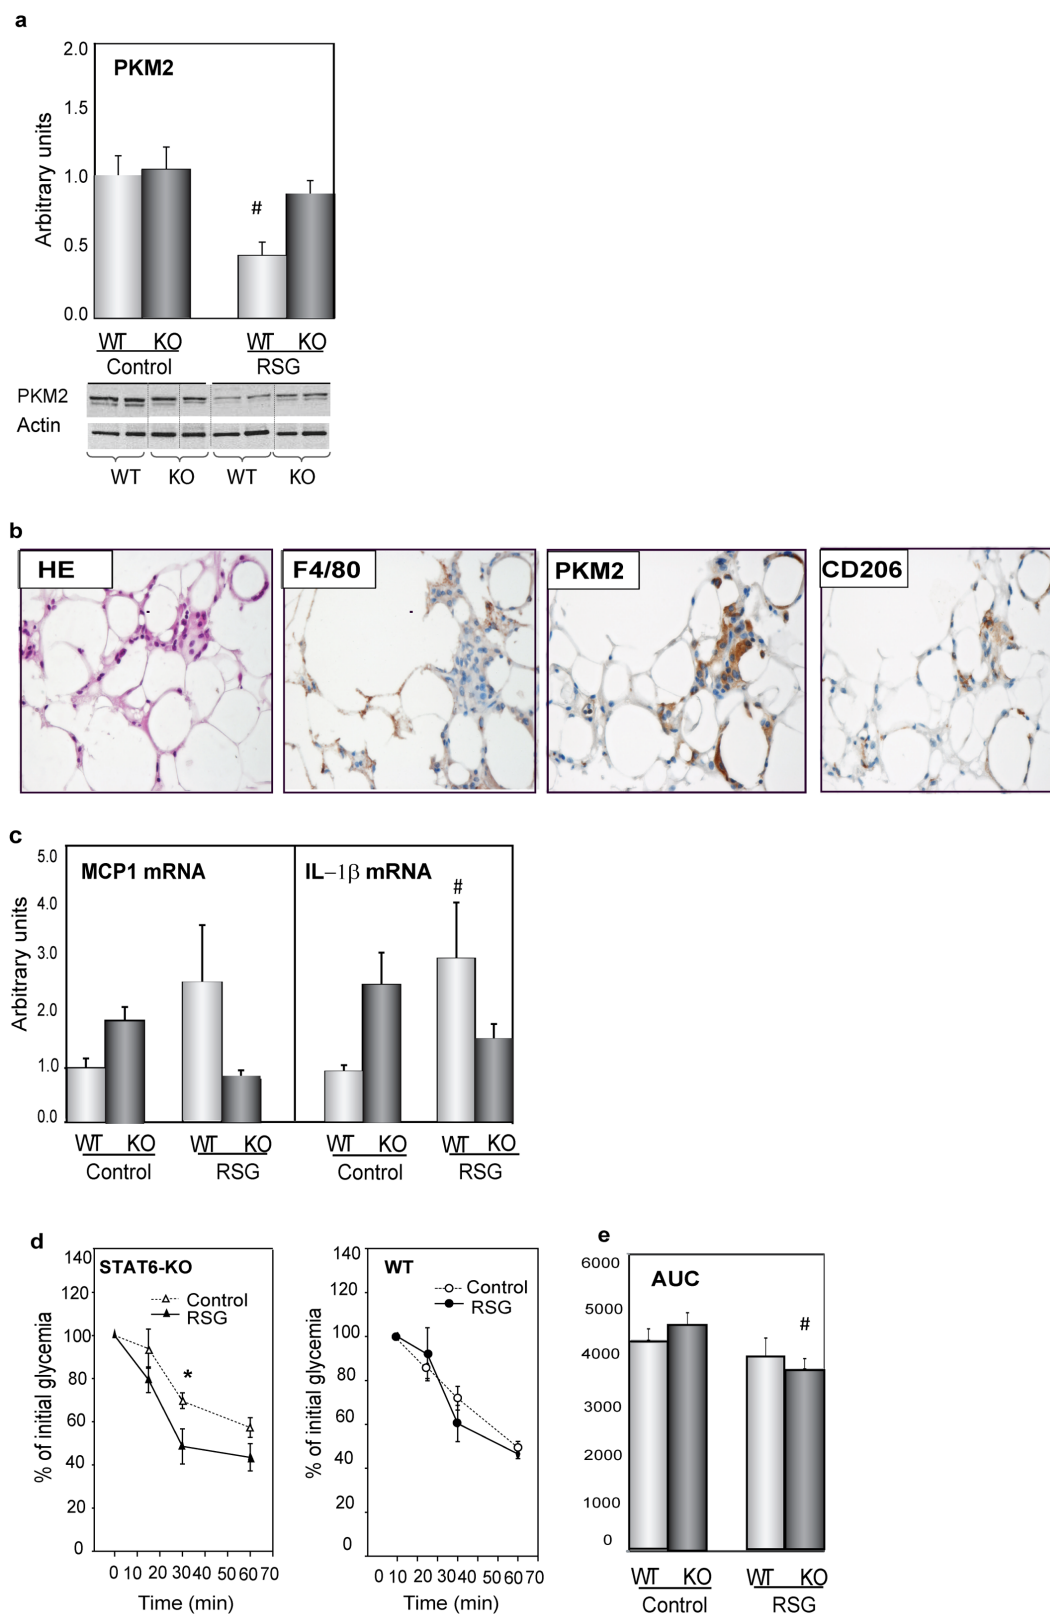 a
2.0
PKM2
1.5
1.0
0.5
0.0
Arbitrary units
#
WT KO WT KO
Control RSG
PKM2
Actin
WT KO WT KO
b
HE
F4/80
PKM2
CD206
c
5.0
4.0
3.0
2.0
1.0
0.0
Arbitrary units
MCP1 mRNA
IL−1β mRNA
#
WT KO WT KO WT KO WT KO
Control RSG Control RSG
d
140
120
100
80
60
40
20
0
% of initial glycemia
STAT6-KO
Control
RSG
*
0 10 20 30 40 50 60 70
Time (min)
140
120
100
80
60
40
20
0
% of initial glycemia
WT
Control
RSG
0 10 20 30 40 50 60 70
Time (min)
e
6000
5000
4000
3000
2000
1000
0
AUC
#
WT KO WT KO
Control RSG